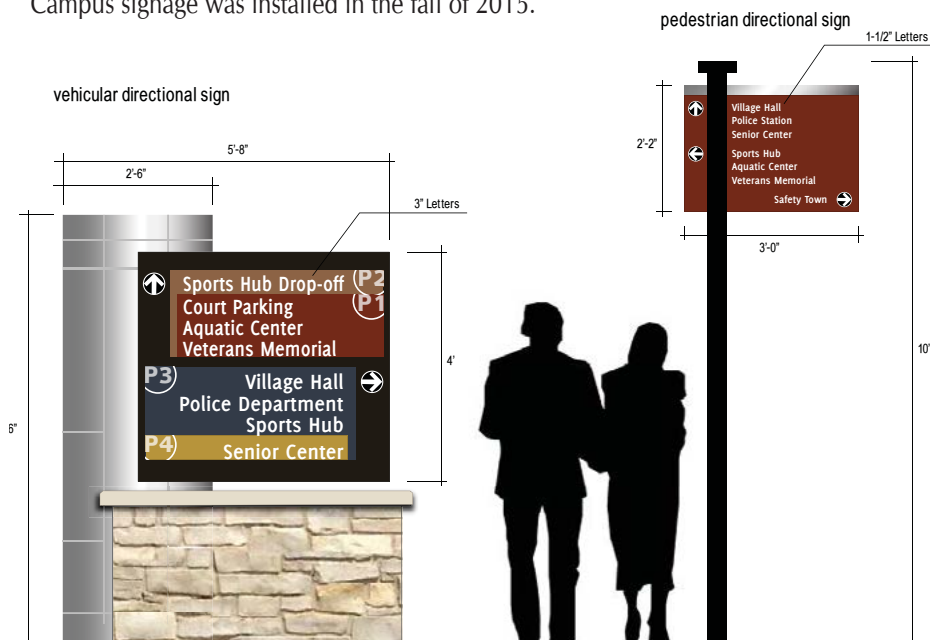 Campus signage was installed in the fall of 2015.
pedestrian directional sign
1-1/2" Letters
vehicular directional sign
5'-8"
2'-6"
3" Letters
2'-2"
Village Hall
Police Station
Senior Center
Sports Hub
Aquatic Center
Veterans Memorial
Safety Town
3'-0"
Sports Hub Drop-off P2
Court Parking P1
Aquatic Center
Veterans Memorial
P3 Village Hall
Police Department
Sports Hub
P4 Senior Center
4'
10'
6"